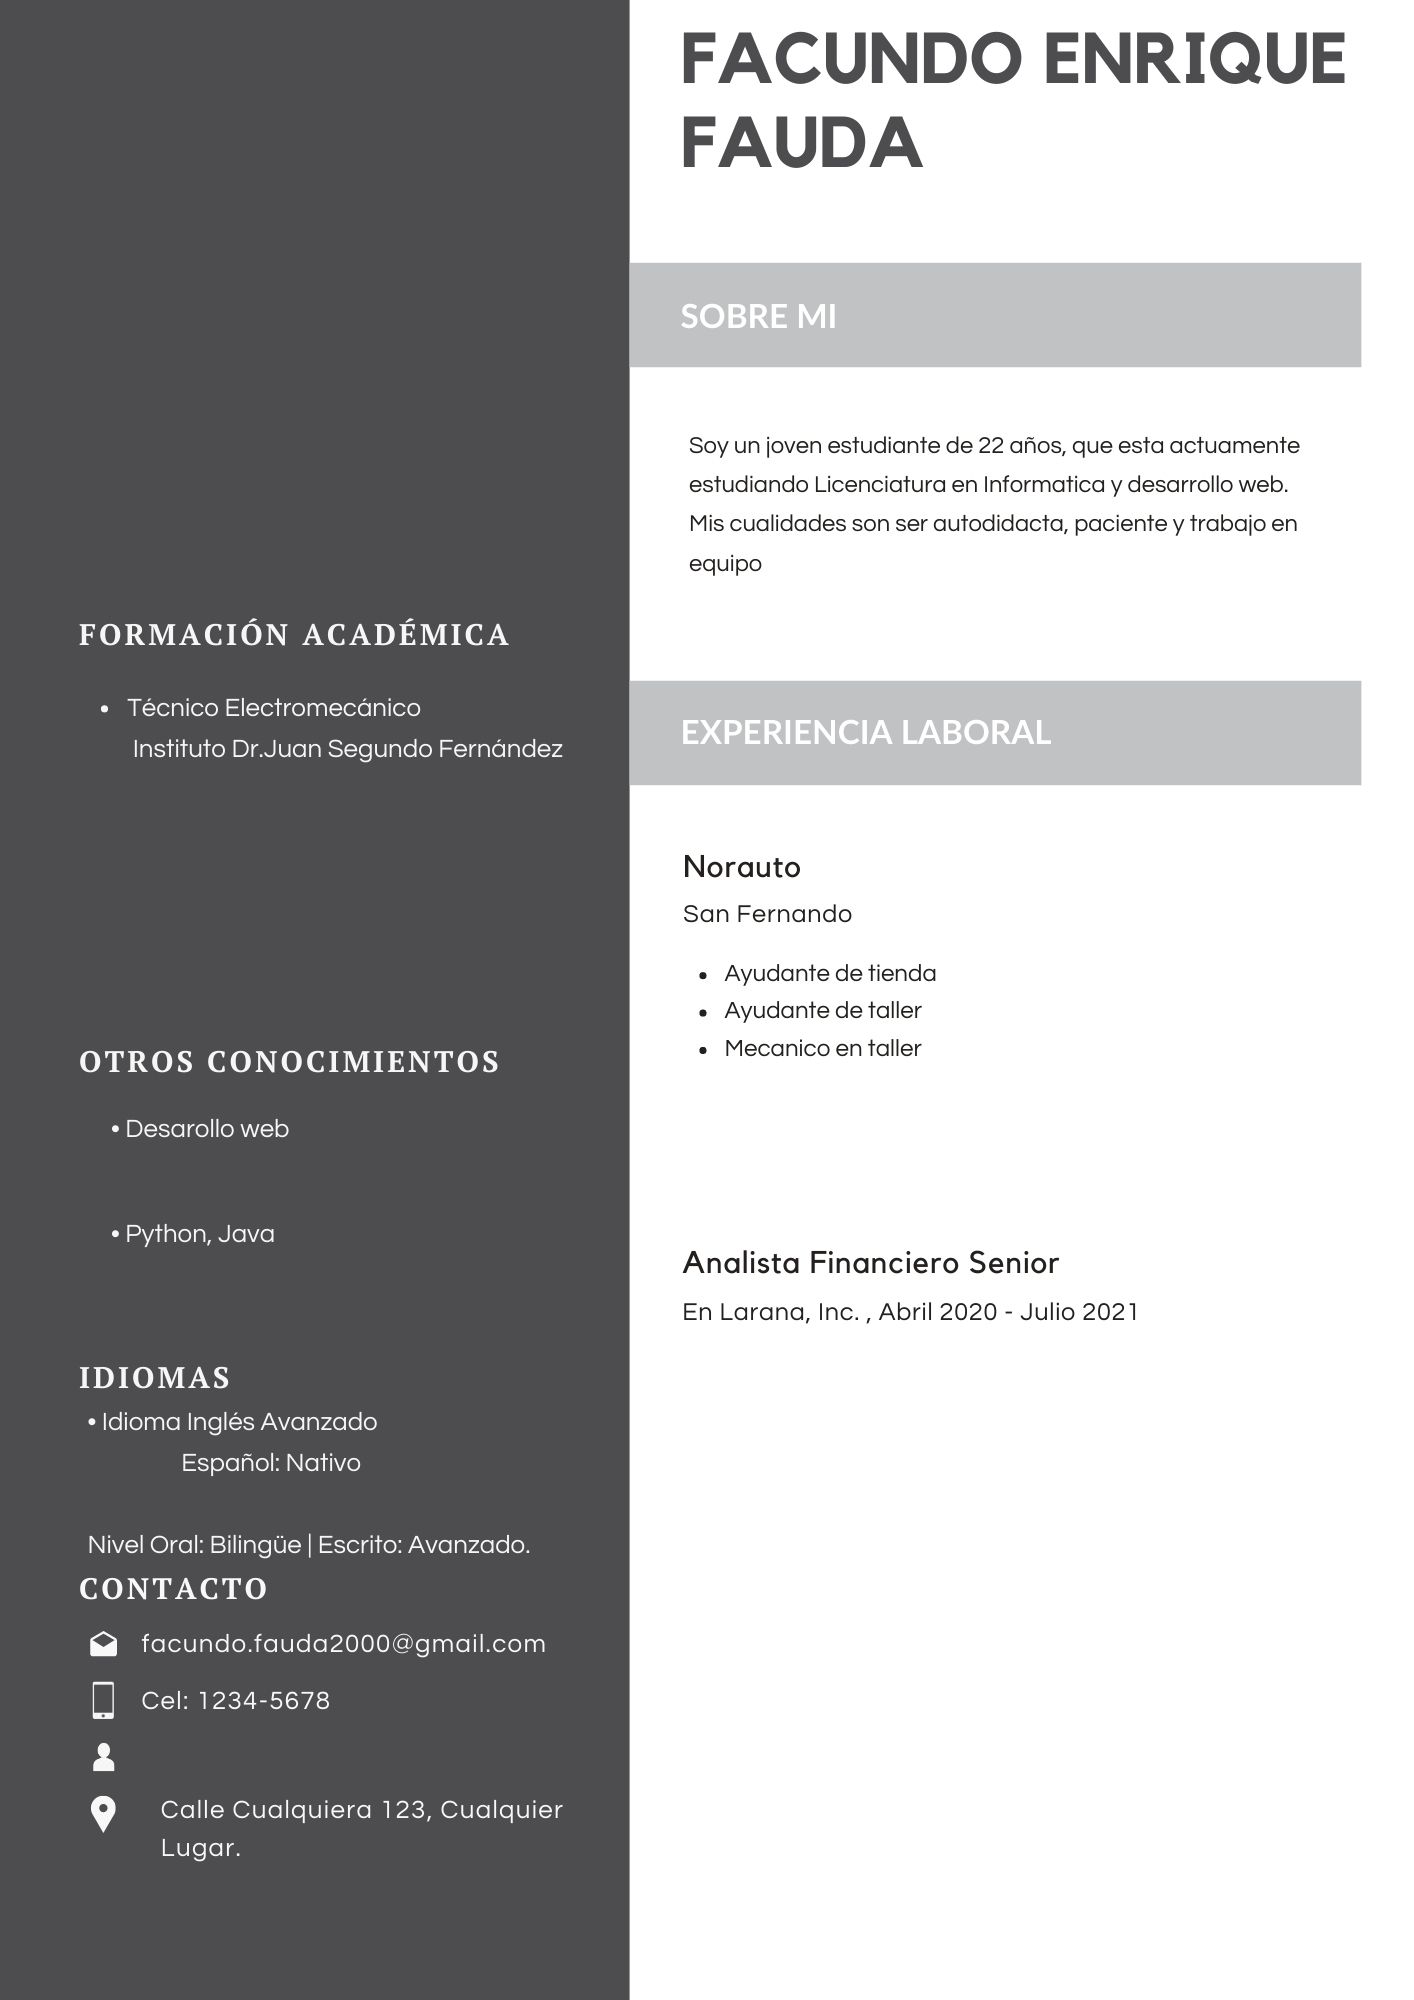 FACUNDO ENRIQUE
FAUDA
SOBRE MI
Soy un joven estudiante de 22 años, que esta actuamente
estudiando Licenciatura en Informatica y desarrollo web.
Mis cualidades son ser autodidacta, paciente y trabajo en
equipo
EXPERIENCIA LABORAL
Norauto
San Fernando
• Ayudante de tienda
• Ayudante de taller
• Mecanico en taller
Analista Financiero Senior
En Larana, Inc. , Abril 2020 - Julio 2021
FORMACIÓN ACADÉMICA
• Técnico Electromecánico
Instituto Dr.Juan Segundo Fernández
OTROS CONOCIMIENTOS
• Desarollo web
• Python, Java
IDIOMAS
• Idioma Inglés Avanzado
Español: Nativo
Nivel Oral: Bilingüe | Escrito: Avanzado.
CONTACTO
facundo.fauda2000@gmail.com
Cel: 1234-5678
Calle Cualquiera 123, Cualquier
Lugar.